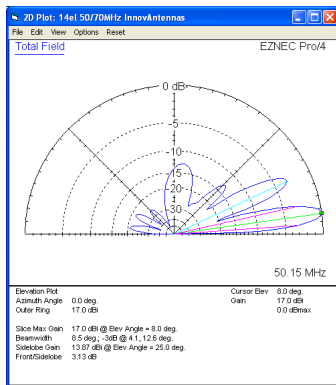 2D Plot: 14el 50/70MHz InnovAntennas
File Edit View Options Reset
Total Field
EZNEC Pro/4
0 dB
-5
-10
-15
-20
-30
50.15 MHz
Elevation Plot
Cursor Elev 8.0 deg.
Azimuth Angle 0.0 deg.
Gain 17.0 dBi
Outer Ring 17.0 dBi
0.0 dBmax
Slice Max Gain 17.0 dBi @ Elev Angle = 8.0 deg.
Beamwidth 8.5 deg.; -3dB @ 4.1, 12.6 deg.
Sidelobe Gain 13.87 dBi @ Elev Angle = 25.0 deg.
Front/Sidelobe 3.13 dB